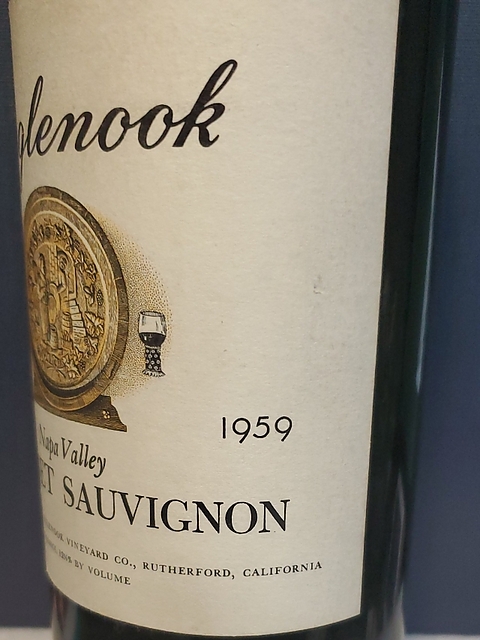 glenook
1959
Napa Valley
ET SAUVIGNON
VINEYARD CO., RUTHERFORD, CALIFORNIA
BY VOLUME